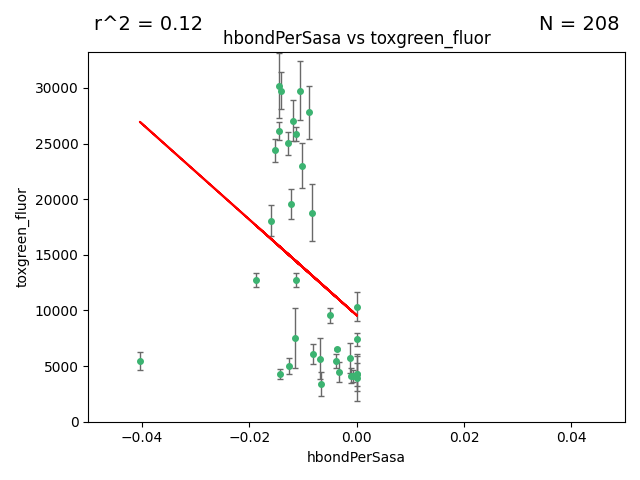 r^2 = 0.12
N = 208
hbondPerSasa vs toxgreen_fluor
toxgreen_fluor
30000
25000
20000
15000
10000
5000
0
−0.04
−0.02
0.00
0.02
0.04
hbondPerSasa